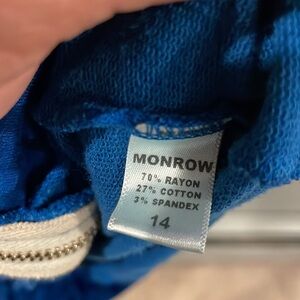 MONROW
70% RAYON
27% COTTON
3% SPANDEX
14